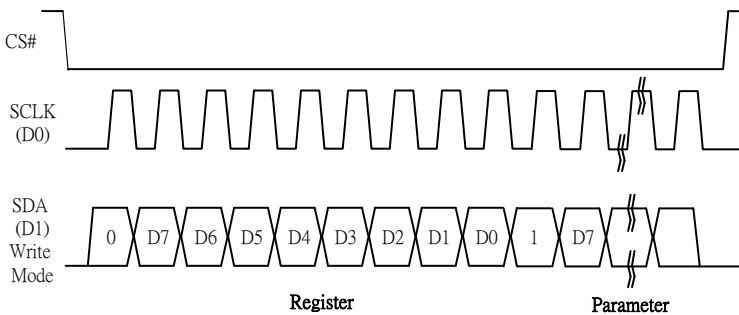 CS#
SCLK
(D0)
SDA
(D1)
Write
Mode
0 D7 D6 D5 D4 D3 D2 D1 D0 1 D7
Register Parameter